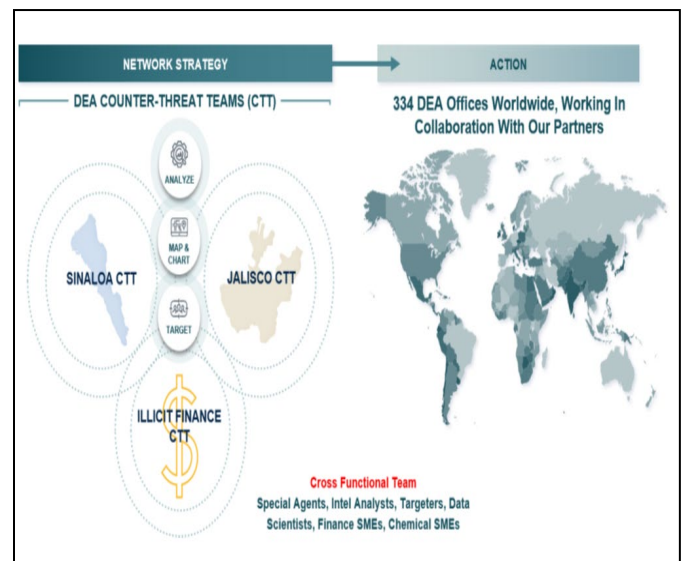 NETWORK STRATEGY
ACTION
DEA COUNTER-THREAT TEAMS (CTT)
334 DEA Offices Worldwide, Working In
Collaboration With Our Partners
ANALYZE
MAP &
CHART
SINALOA CTT
JALISCO CTT
TARGET
ILLICIT FINANCE
CTT
Cross Functional Team
Special Agents, Intel Analysts, Targeters, Data
Scientists, Finance SMEs, Chemical SMEs